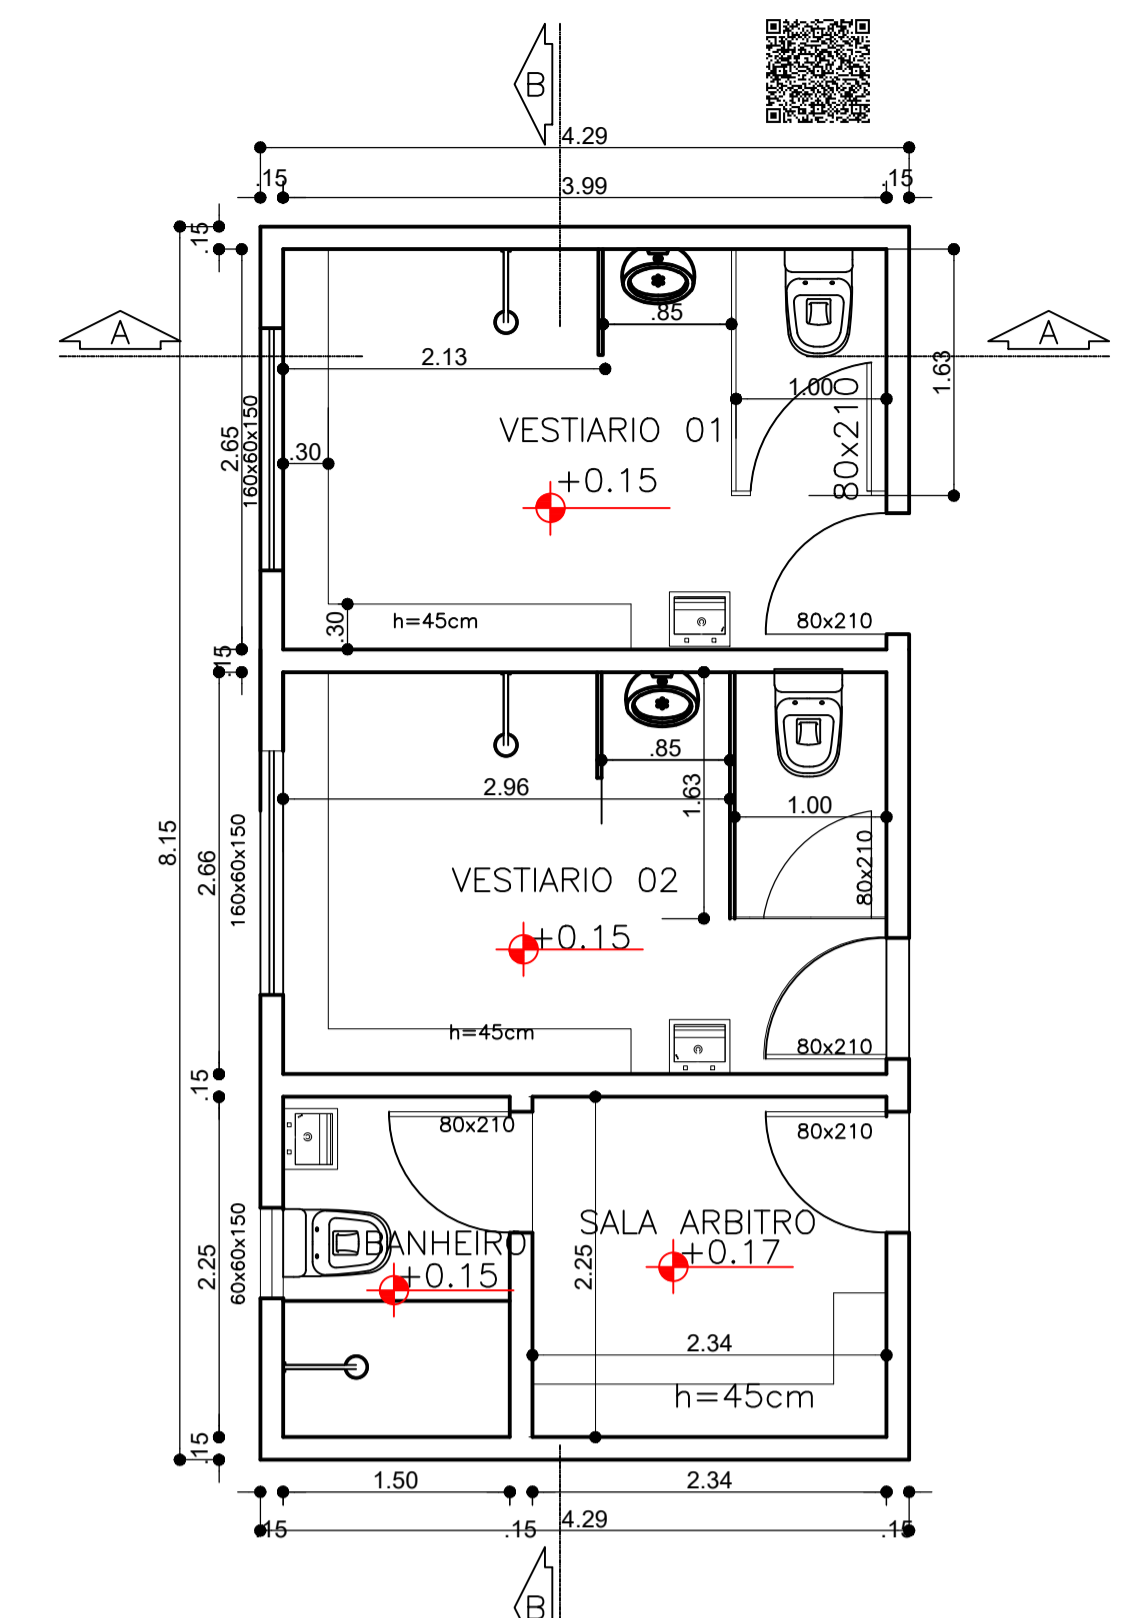 B
4.29
.15
3.99
.15
.15
A
A
.85
2.13
1.63
1.00
80x210
2.65
160x60x150
VESTIARIO 01
.30
+0.15
.30
h=45cm
80x210
.15
.85
2.96
1.63
1.00
8.15
2.66
160x60x150
80x210
VESTIARIO 02
+0.15
h=45cm
80x210
.15
80x210
80x210
2.25
60x60x150
BANHEIRO
+0.15
SALA ARBITRO
+0.17
2.25
2.34
h=45cm
.15
1.50
2.34
.15
.15
4.29
.15
B